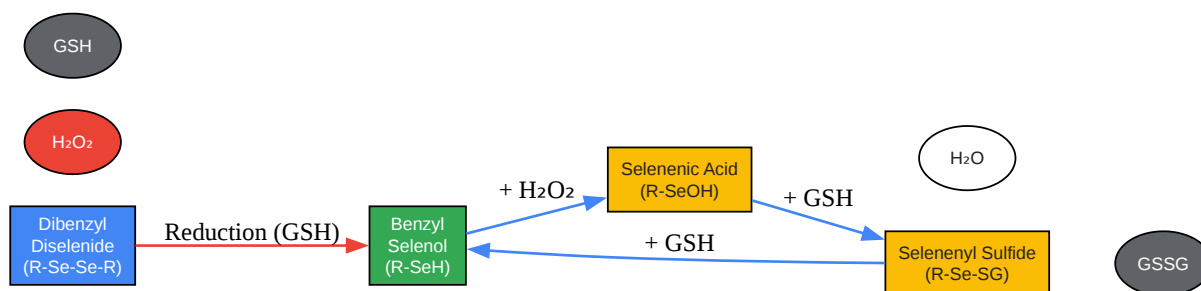 GSH
H₂O₂
Dibenzyl
Diselenide
(R-Se-Se-R)
Reduction (GSH)
Benzyl
Selenol
(R-SeH)
+ H₂O₂
Selenenic Acid
(R-SeOH)
+ GSH
+ GSH
H₂O
Selenenyl Sulfide
(R-Se-SG)
GSSG